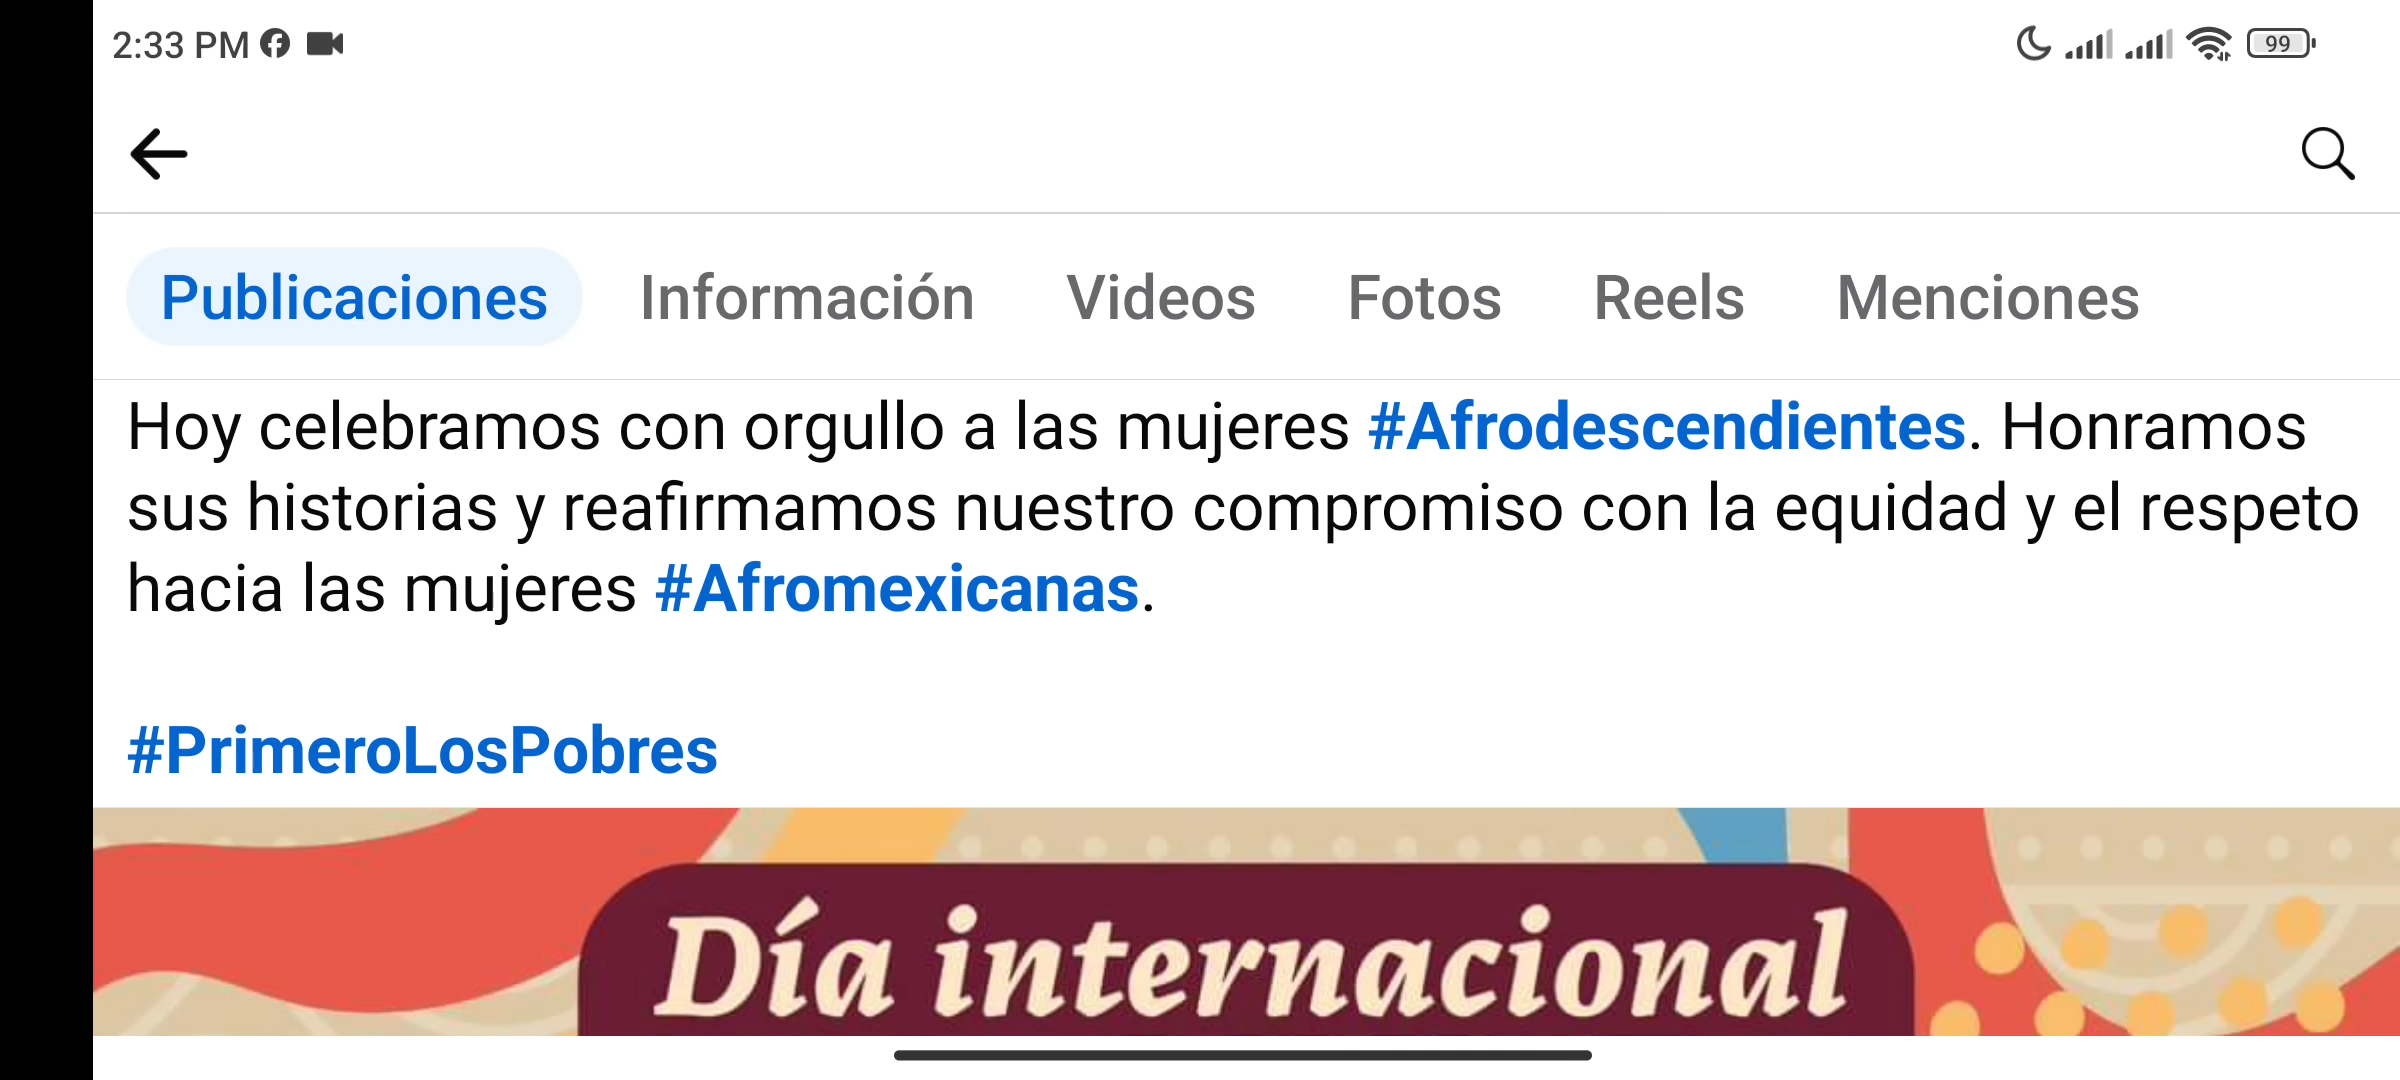 2:33 PM
99
Publicaciones Información Videos Fotos Reels Menciones
Hoy celebramos con orgullo a las mujeres #Afrodescendientes. Honramos
sus historias y reafirmamos nuestro compromiso con la equidad y el respeto
hacia las mujeres #Afromexicanas.
#PrimeroLosPobres
Día internacional